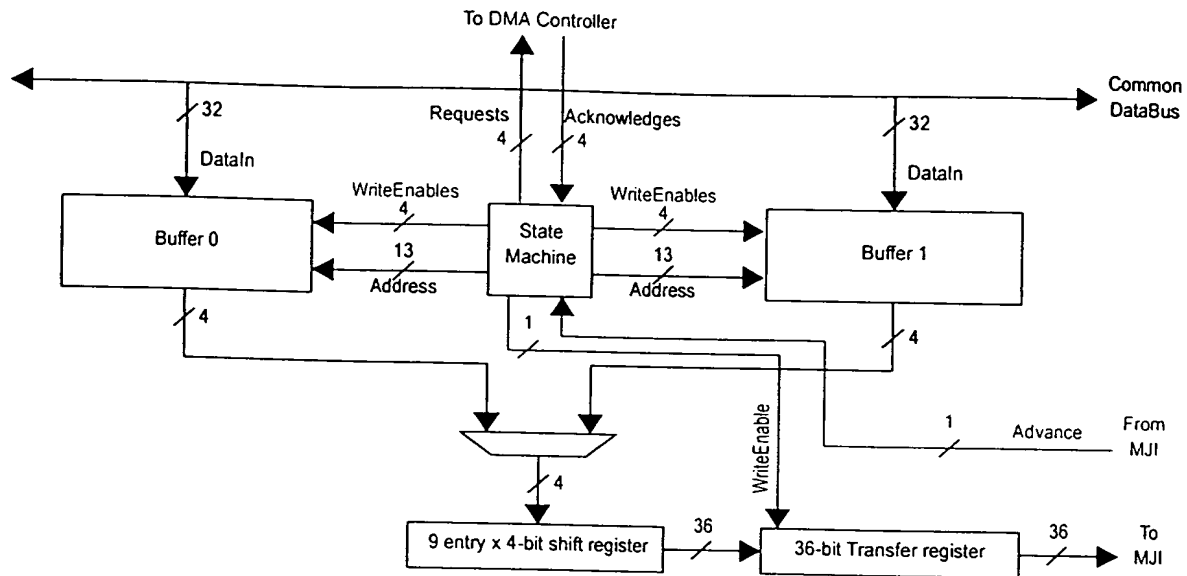 To DMA Controller
Common
DataBus
32
Requests
4
Acknowledges
4
32
DataIn
DataIn
WriteEnables
4
WriteEnables
4
Buffer 0
State
Machine
Buffer 1
13
Address
13
Address
4
1
4
WriteEnable
1
Advance
From
MJI
4
9 entry x 4-bit shift register
36
36-bit Transfer register
36
To
MJI